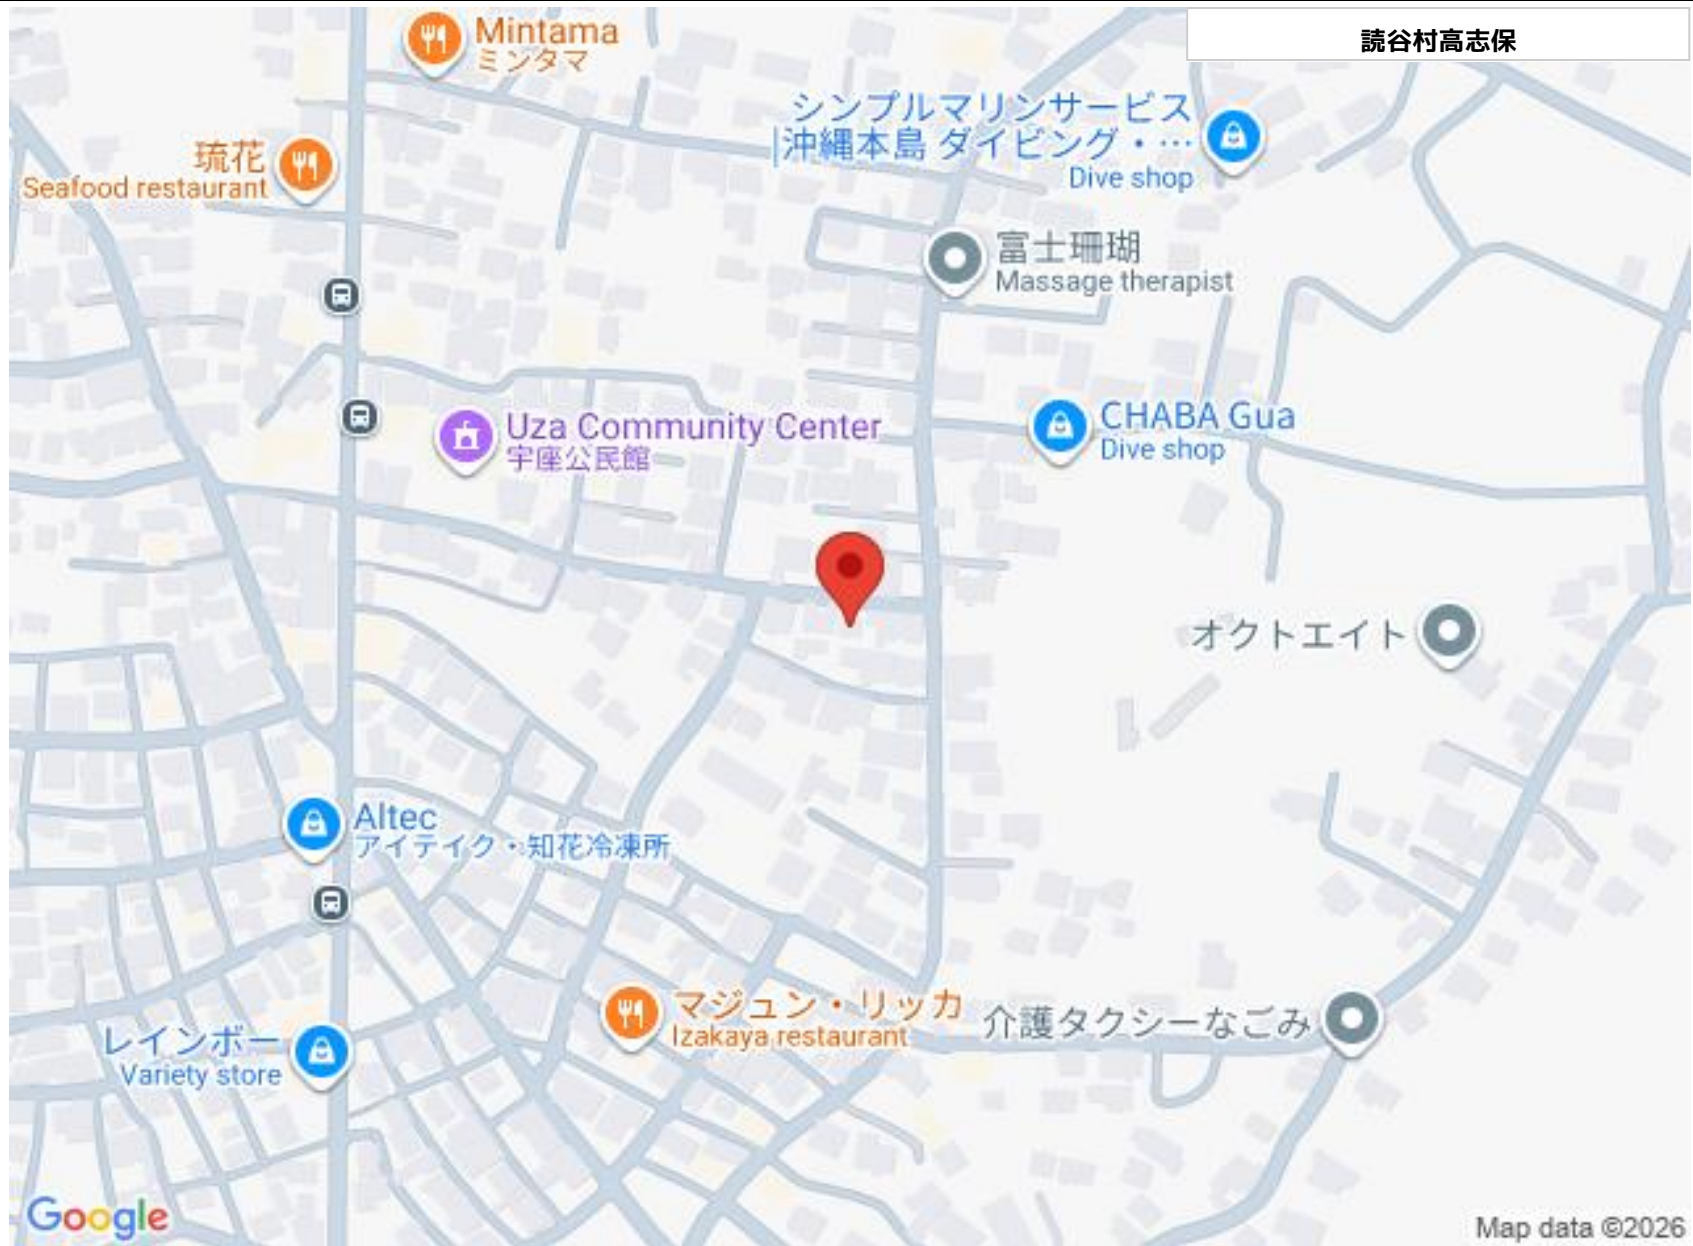 読谷村高志保
Mintama
ミンタマ
シンプルマリンサービス
|沖縄本島 ダイビング・…
Dive shop
琉花
Seafood restaurant
富士珊瑚
Massage therapist
CHABA Gua
Dive shop
Uza Community Center
宇座公民館
オクトエイト
Altec
アイテイク・知花冷凍所
マジュン・リッカ
Izakaya restaurant
介護タクシーなごみ
レインボー
Variety store
Google
Map data ©2026